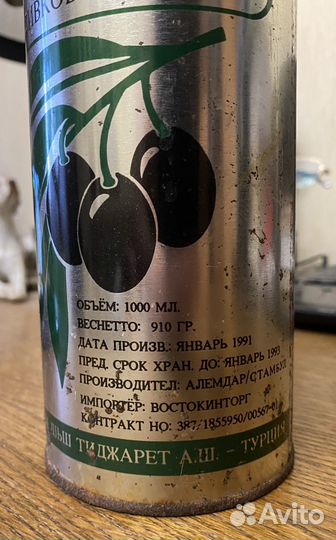 ОБЪЁМ: 1000 МЛ.
ВЕСНЕТТО: 910 ГР.
ДАТА ПРОИЗВ.: ЯНВАРЬ 1991
ПРЕД. СРОК ХРАН. ДО: ЯНВАРЬ 1993
ПРОИЗВОДИТЕЛ: АЛЕМДАР/СТАМБУЛ
ИМПОРТЕР: ВОСТОКИНТОРГ
КОНТРАКТ НО: 387/1855950/00567-01
ТИДЖАРЕТ А.Ш. - ТУРЦИЯ
Avito